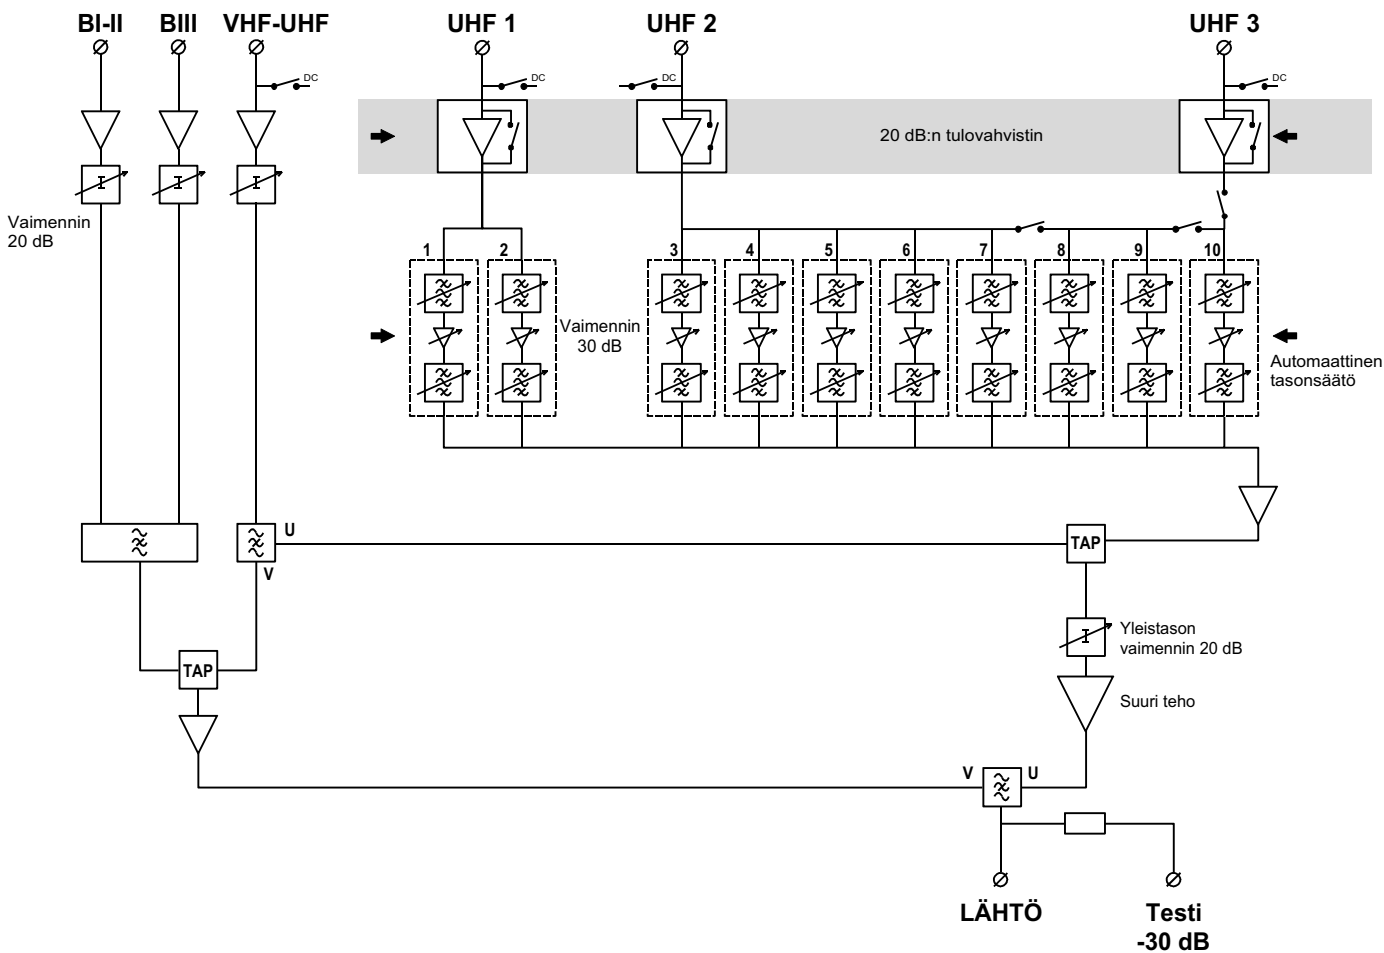 BI-II
BIII
VHF-UHF
UHF 1
UHF 2
UHF 3
DC
DC
DC
DC
20 dB:n tulovahvistin
Vaimennin
20 dB
1
2
3
4
5
6
7
8
9
10
Vaimennin
30 dB
Automaattinen
tasonsäätö
U
V
TAP
TAP
Yleistason
vaimennin 20 dB
Suuri teho
V
U
LÄHTÖ
Testi
-30 dB